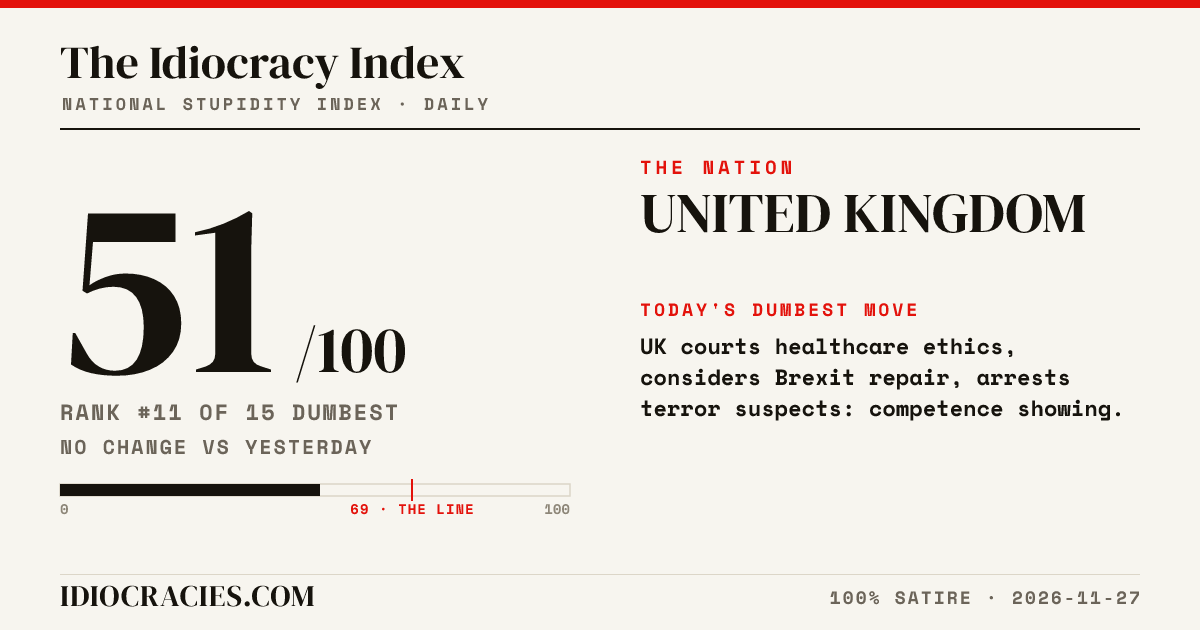 The Idiocracy Index
NATIONAL STUPIDITY INDEX · DAILY
51 /100
RANK #11 OF 15 DUMBEST
NO CHANGE VS YESTERDAY
0
69 · THE LINE
100
THE NATION
UNITED KINGDOM
TODAY'S DUMBEST MOVE
UK courts healthcare ethics,
considers Brexit repair, arrests
terror suspects: competence showing.
IDIOCRACIES.COM
100% SATIRE · 2026-11-27